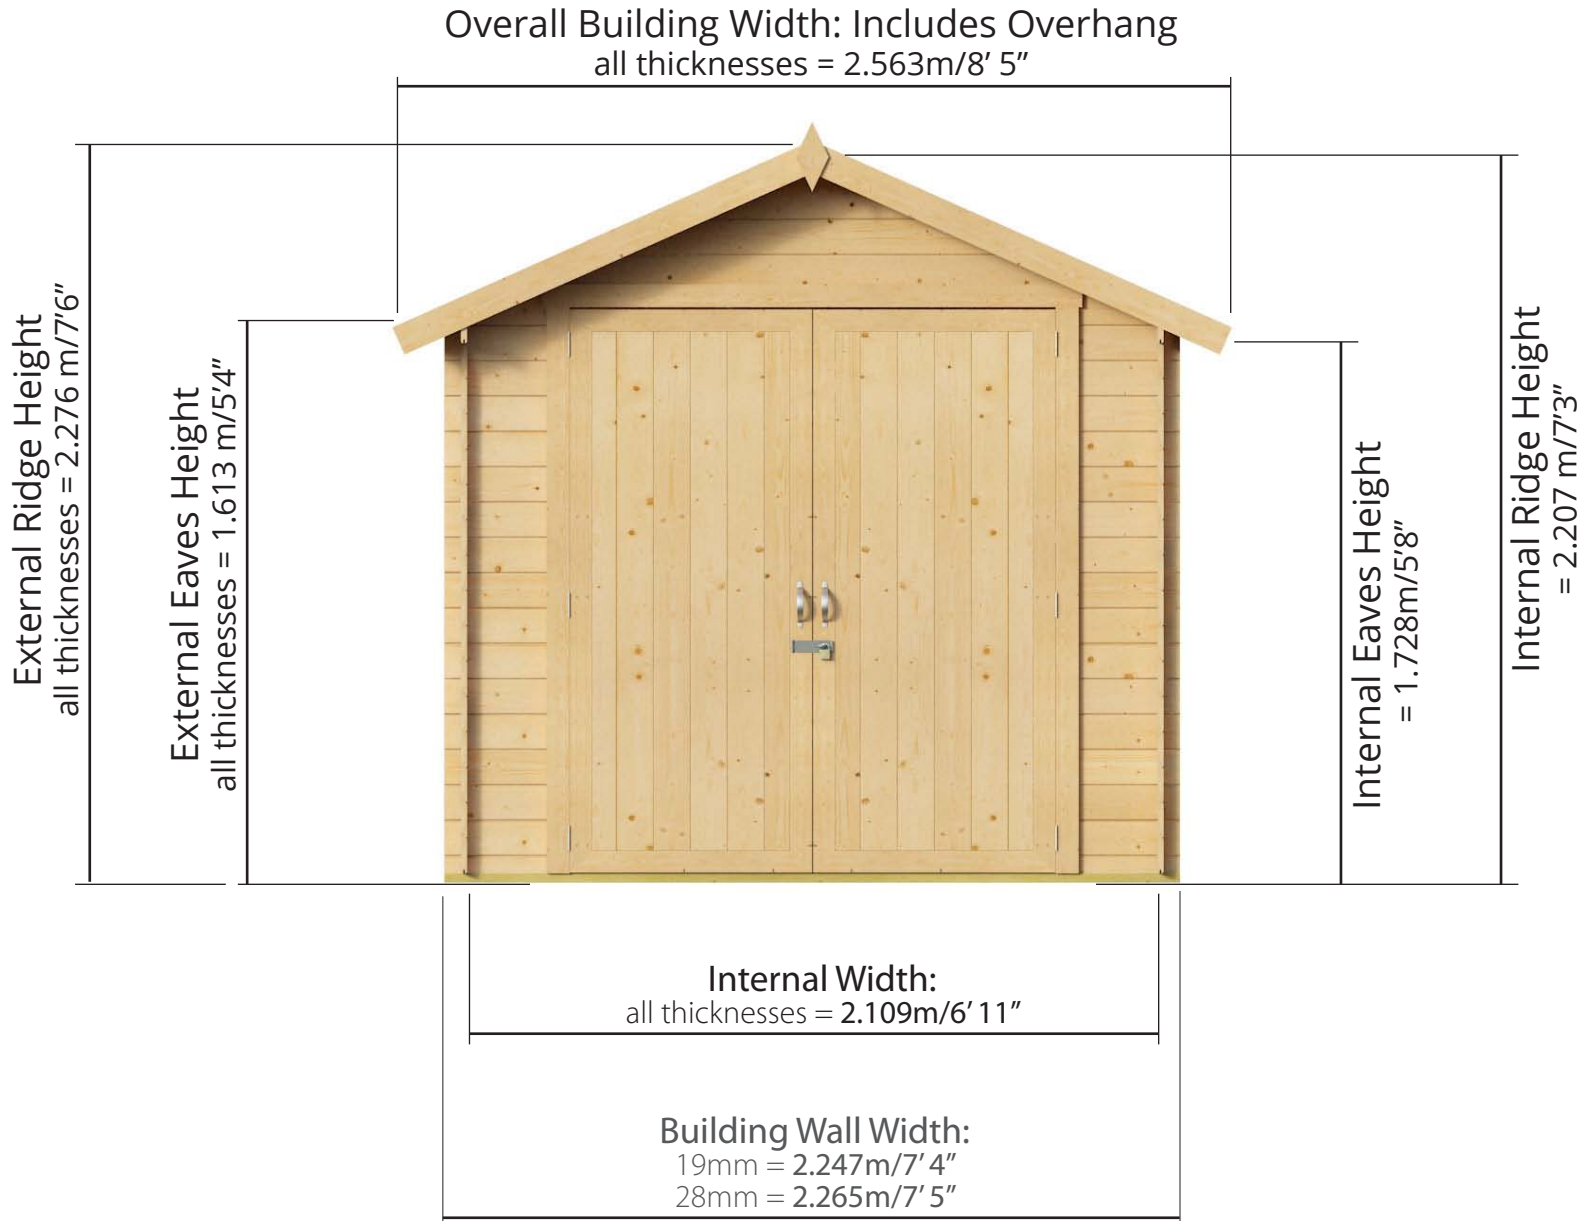 Overall Building Width: Includes Overhang
all thicknesses = 2.563m/8’ 5”
External Ridge Height
all thicknesses = 2.276 m/7’6”
External Eaves Height
all thicknesses = 1.613 m/5’4”
Internal Eaves Height
= 1.728m/5’8”
Internal Ridge Height
= 2.207 m/7’3”
Internal Width:
all thicknesses = 2.109m/6’ 11”
Building Wall Width:
19mm = 2.247m/7’ 4”
28mm = 2.265m/7’ 5”